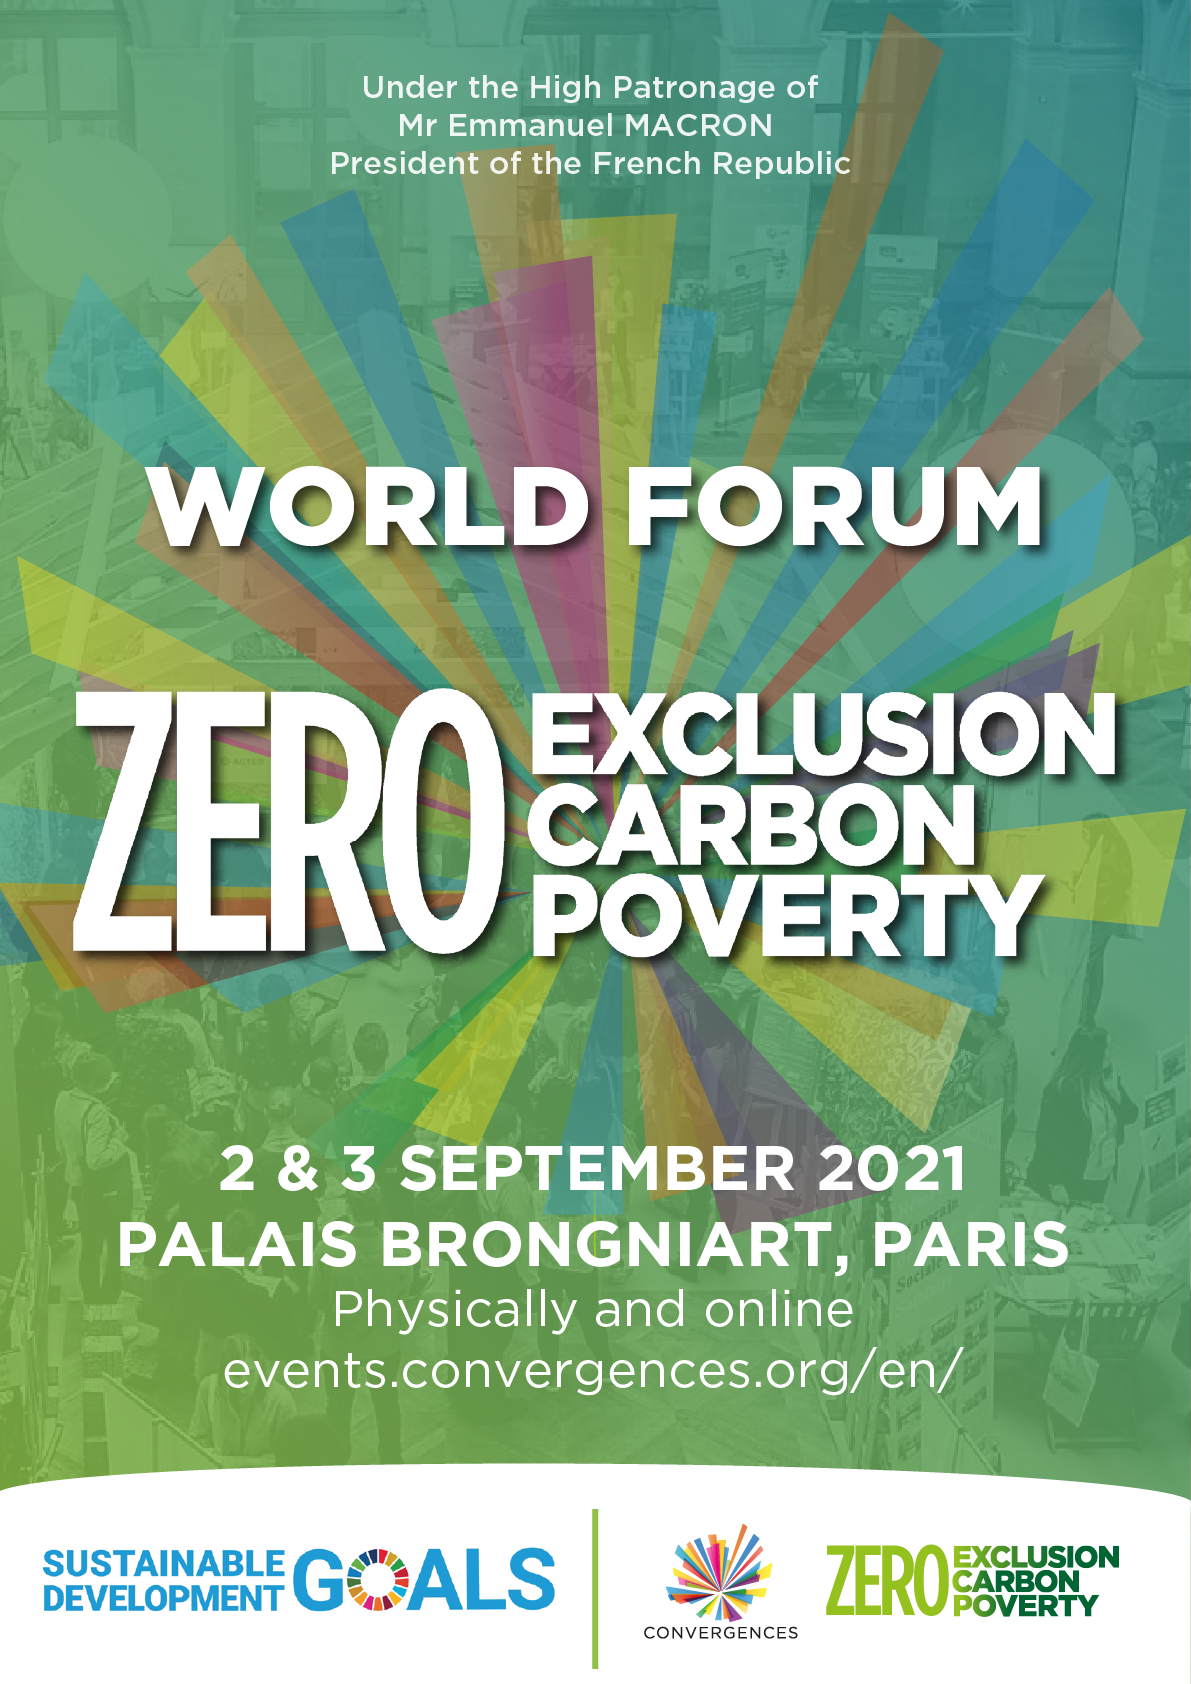 Under the High Patronage of
Mr Emmanuel MACRON
President of the French Republic
WORLD FORUM
ZERO EXCLUSION
CARBON
POVERTY
2 & 3 SEPTEMBER 2021
PALAIS BRONGNIART, PARIS
Physically and online
events.convergences.org/en/
SUSTAINABLE
DEVELOPMENT GOALS
CONVERGENCES
ZERO EXCLUSION
CARBON
POVERTY